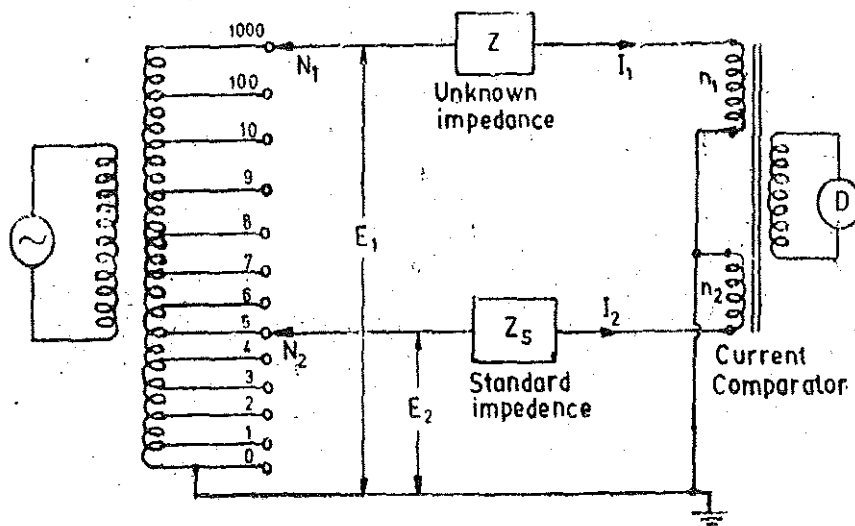 1000
N₁
Z
Unknown
impedance
I₁
n₁
100
10
9
8
7
6
5
4
3
2
1
0
E₁
D
N₂
E₂
Z_S
Standard
impedence
I₂
n₂
Current
Comparator